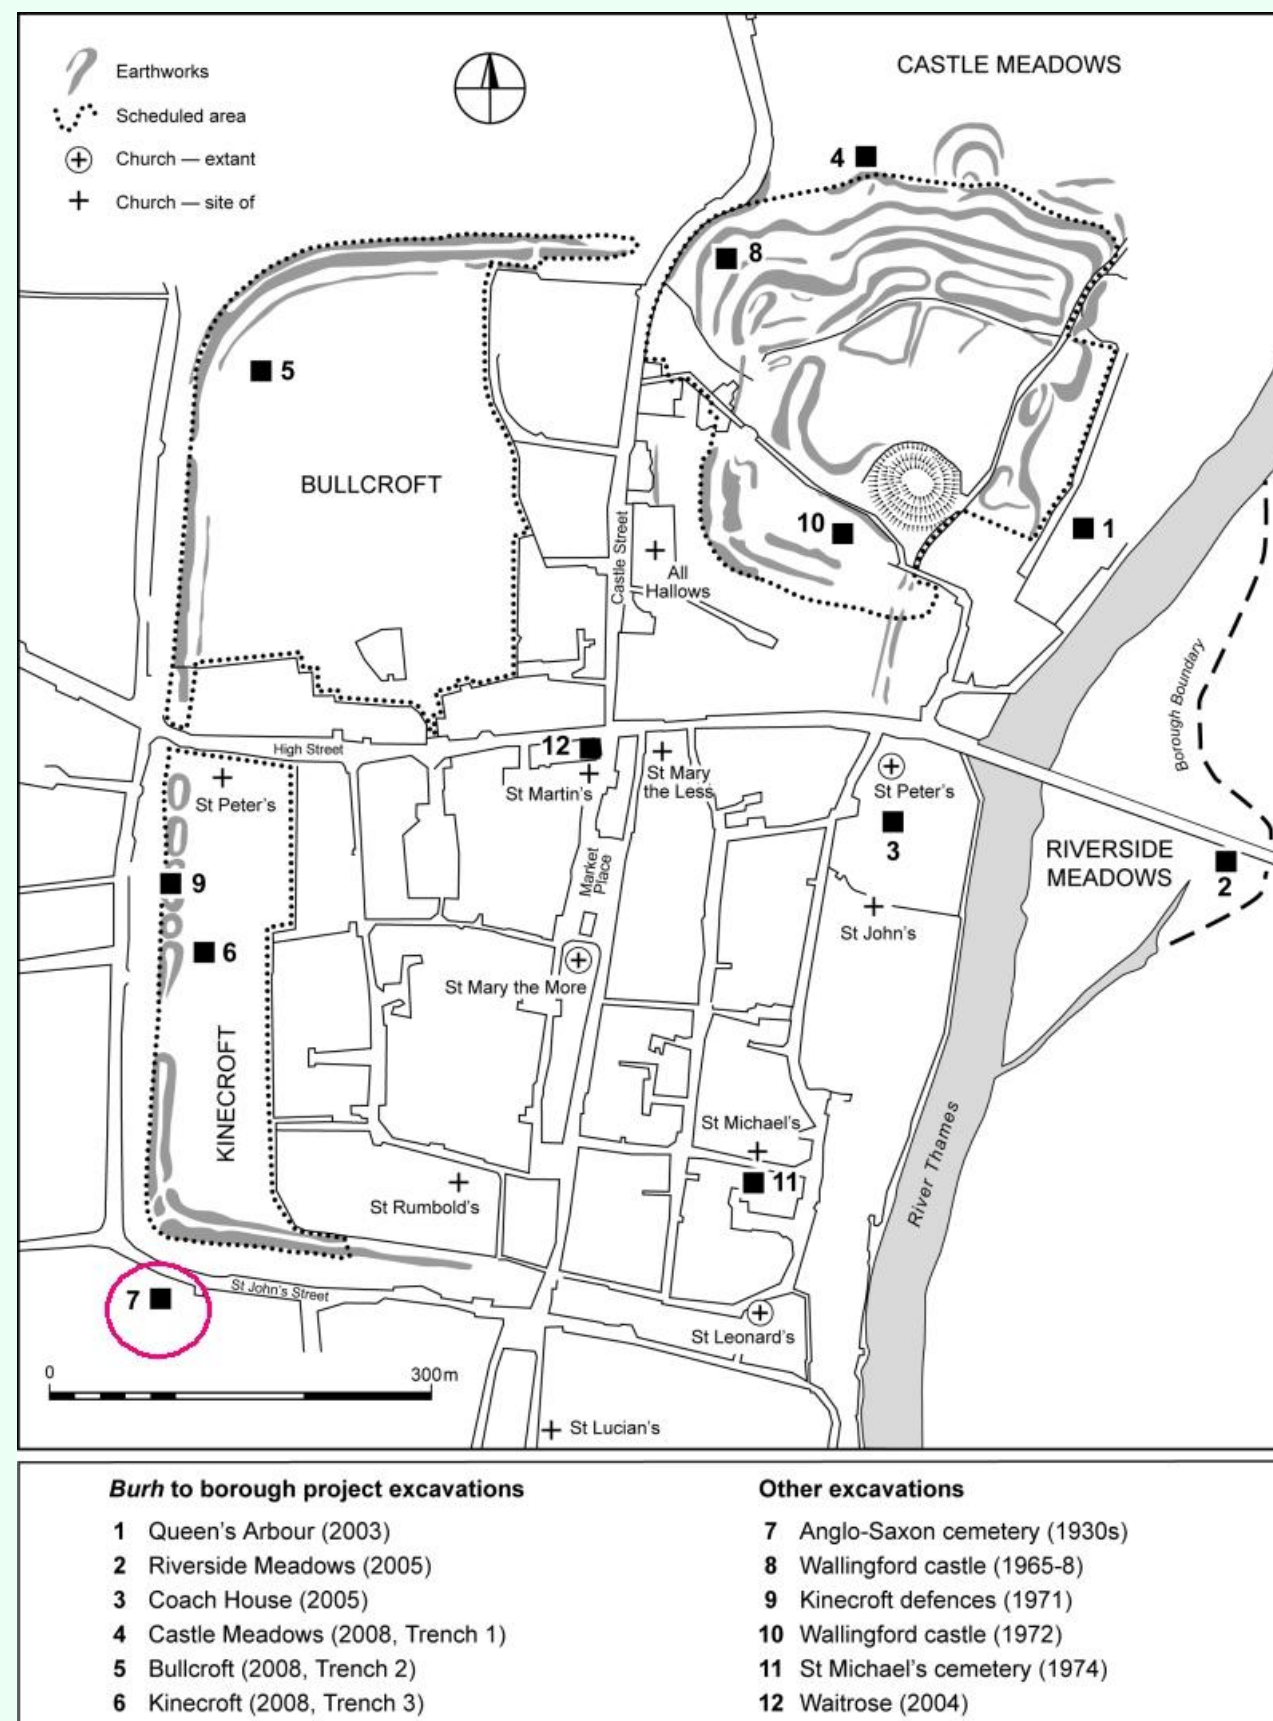 Earthworks
Scheduled area
Church — extant
Church — site of
CASTLE MEADOWS
4
8
5
BULLCROFT
10
1
Castle Street
All
Hallows
Borough Boundary
High Street
12
St Martin's
St Mary
the Less
St Peter's
3
RIVERSIDE
MEADOWS
2
St Peter's
9
6
Market
Place
St John's
St Mary the More
KINECROFT
St Michael's
11
St Rumbold's
River Thames
7
St John's Street
St Leonard's
0
300m
St Lucian's
Burh to borough project excavations
1 Queen's Arbour (2003)
2 Riverside Meadows (2005)
3 Coach House (2005)
4 Castle Meadows (2008, Trench 1)
5 Bullcroft (2008, Trench 2)
6 Kinecroft (2008, Trench 3)
Other excavations
7 Anglo-Saxon cemetery (1930s)
8 Wallingford castle (1965-8)
9 Kinecroft defences (1971)
10 Wallingford castle (1972)
11 St Michael's cemetery (1974)
12 Waitrose (2004)